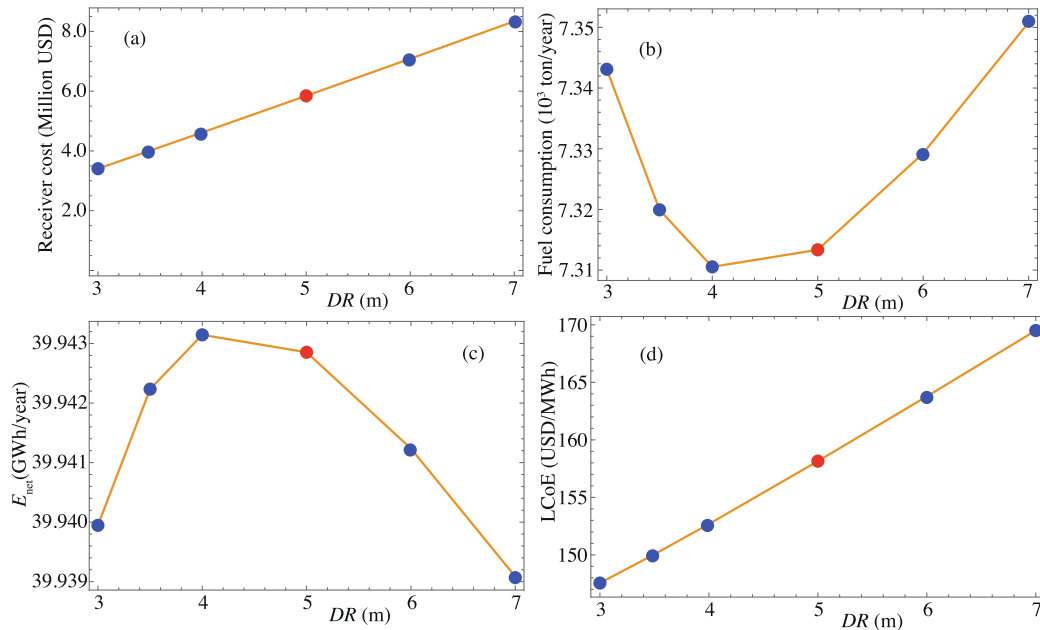 (a)
Receiver cost (Million USD)
8.0
6.0
4.0
2.0
3 4 5 6 7
DR (m)
(b)
Fuel consumption (10³ ton/year)
7.35
7.34
7.33
7.32
7.31
3 4 5 6 7
DR (m)
(c)
E_net(GWh/year)
39.943
39.942
39.941
39.940
39.939
3 4 5 6 7
DR (m)
(d)
LCoE (USD/MWh)
170
165
160
155
150
3 4 5 6 7
DR (m)